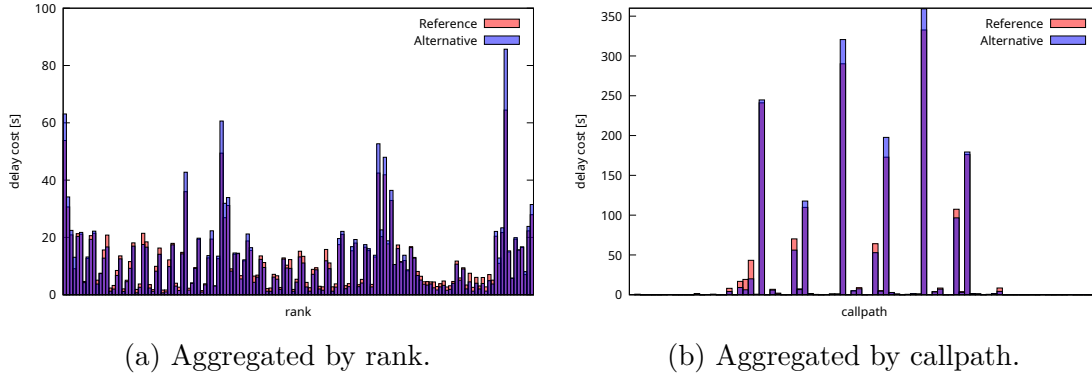 100
80
60
40
20
0
delay cost [s]
rank
Reference
Alternative
(a) Aggregated by rank.
350
300
250
200
150
100
50
0
delay cost [s]
callpath
Reference
Alternative
(b) Aggregated by callpath.